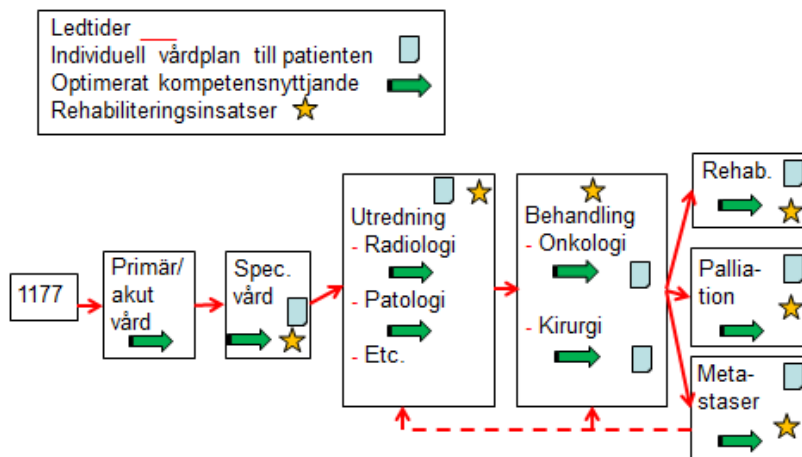 Ledtider
Individuell vårdplan till patienten
Optimerat kompetensnyttjande
Rehabiliteringsinsatser
1177
Primär/
akut
vård
Spec.
vård
Utredning
- Radiologi
- Patologi
- Etc.
Behandling
- Onkologi
- Kirurgi
Rehab.
Pallia-
tion
Meta-
staser